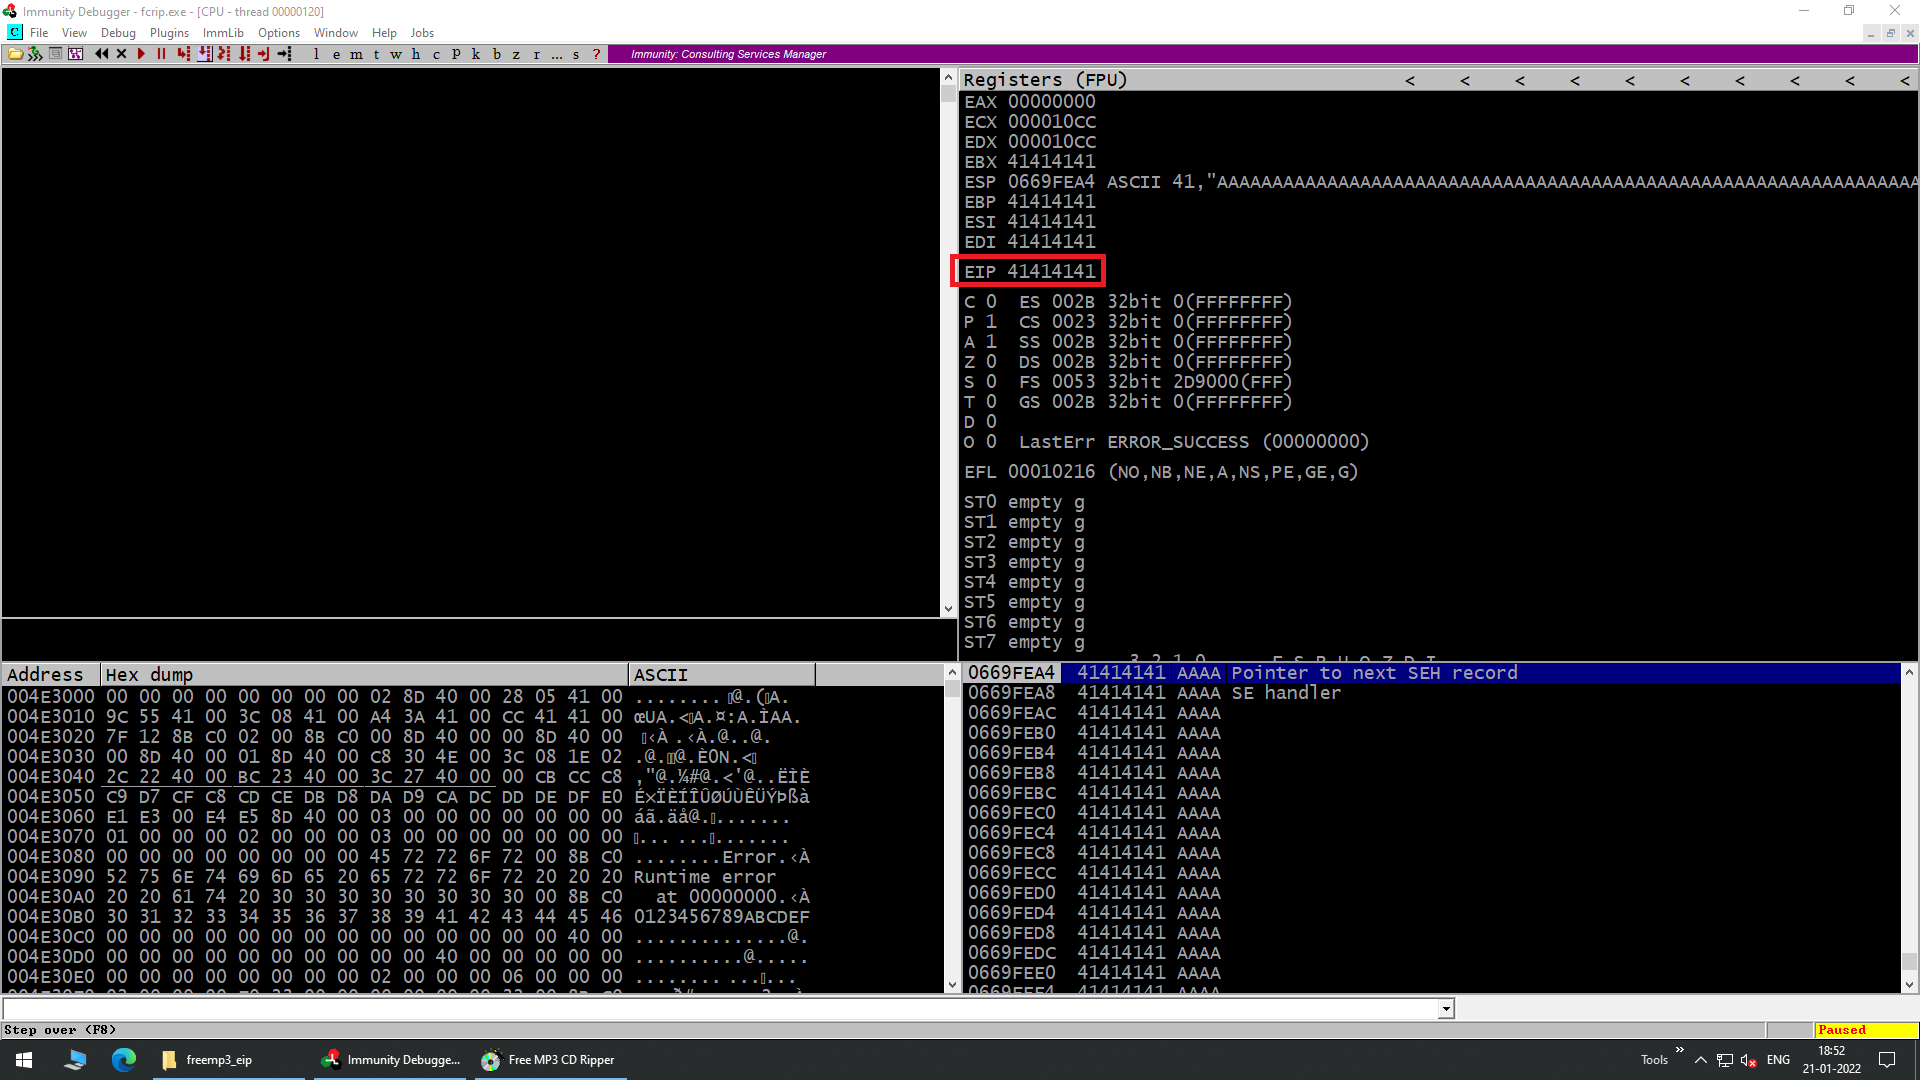 Immunity Debugger - fcrip.exe - [CPU - thread 00000120]
C File View Debug Plugins ImmLib Options Window Help Jobs
l e m t w h c P k b z r ... s ? Immunity: Consulting Services Manager
Registers (FPU) < < < < < < < < < <
EAX 00000000
ECX 000010CC
EDX 000010CC
EBX 41414141
ESP 0669FEA4 ASCII 41,"AAAAAAAAAAAAAAAAAAAAAAAAAAAAAAAAAAAAAAAAAAAAAAAAAAAAAAAAAAAAAAAA
EBP 41414141
ESI 41414141
EDI 41414141
EIP 41414141
C 0 ES 002B 32bit 0(FFFFFFFF)
P 1 CS 0023 32bit 0(FFFFFFFF)
A 1 SS 002B 32bit 0(FFFFFFFF)
Z 0 DS 002B 32bit 0(FFFFFFFF)
S 0 FS 0053 32bit 2D9000(FFF)
T 0 GS 002B 32bit 0(FFFFFFFF)
D 0
O 0 LastErr ERROR_SUCCESS (00000000)
EFL 00010216 (NO,NB,NE,A,NS,PE,GE,G)
ST0 empty g
ST1 empty g
ST2 empty g
ST3 empty g
ST4 empty g
ST5 empty g
ST6 empty g
ST7 empty g
3 2 1 0 E S P U O Z D I
Address Hex dump ASCII
004E3000 00 00 00 00 00 00 00 00 02 8D 40 00 28 05 41 00 ........@.(A.
004E3010 9C 55 41 00 3C 08 41 00 A4 3A 41 00 CC 41 41 00 œUA.<A.¤:A.ÌAA.
004E3020 7F 12 8B C0 02 00 8B C0 00 8D 40 00 00 8D 40 00 ‹À .‹À.@..@.
004E3030 00 8D 40 00 01 8D 40 00 C8 30 4E 00 3C 08 1E 02 .@.@.È0N.<
004E3040 2C 22 40 00 BC 23 40 00 3C 27 40 00 00 CB CC C8 ,"@.¼#@.<'@..ËÌÈ
004E3050 C9 D7 CF C8 CD CE DB D8 DA D9 CA DC DD DE DF E0 É×ÏÈÍÎÛØÚÙÊÜÝÞßà
004E3060 E1 E3 00 E4 E5 8D 40 00 03 00 00 00 00 00 00 00 áã.äå@........
004E3070 01 00 00 00 02 00 00 00 03 00 00 00 00 00 00 00 ... ..........
004E3080 00 00 00 00 00 00 00 00 45 72 72 6F 72 00 8B C0 ........Error.‹À
004E3090 52 75 6E 74 69 6D 65 20 65 72 72 6F 72 20 20 20 Runtime error
004E30A0 20 20 61 74 20 30 30 30 30 30 30 30 30 00 8B C0 at 00000000.‹À
004E30B0 30 31 32 33 34 35 36 37 38 39 41 42 43 44 45 46 0123456789ABCDEF
004E30C0 00 00 00 00 00 00 00 00 00 00 00 00 00 00 40 00 ..............@.
004E30D0 00 00 00 00 00 00 00 00 00 00 40 00 00 00 00 00 ..........@.....
004E30E0 00 00 00 00 00 00 00 00 02 00 00 00 06 00 00 00 ........ ......
0669FEA4 41414141 AAAA Pointer to next SEH record
0669FEA8 41414141 AAAA SE handler
0669FEAC 41414141 AAAA
0669FEB0 41414141 AAAA
0669FEB4 41414141 AAAA
0669FEB8 41414141 AAAA
0669FEBC 41414141 AAAA
0669FEC0 41414141 AAAA
0669FEC4 41414141 AAAA
0669FEC8 41414141 AAAA
0669FECC 41414141 AAAA
0669FED0 41414141 AAAA
0669FED4 41414141 AAAA
0669FED8 41414141 AAAA
0669FEDC 41414141 AAAA
0669FEE0 41414141 AAAA
0669FEE4 41414141 AAAA
Step over (F8)
Paused
freemp3_eip
Immunity Debugge...
Free MP3 CD Ripper
Tools » ENG
18:52
21-01-2022